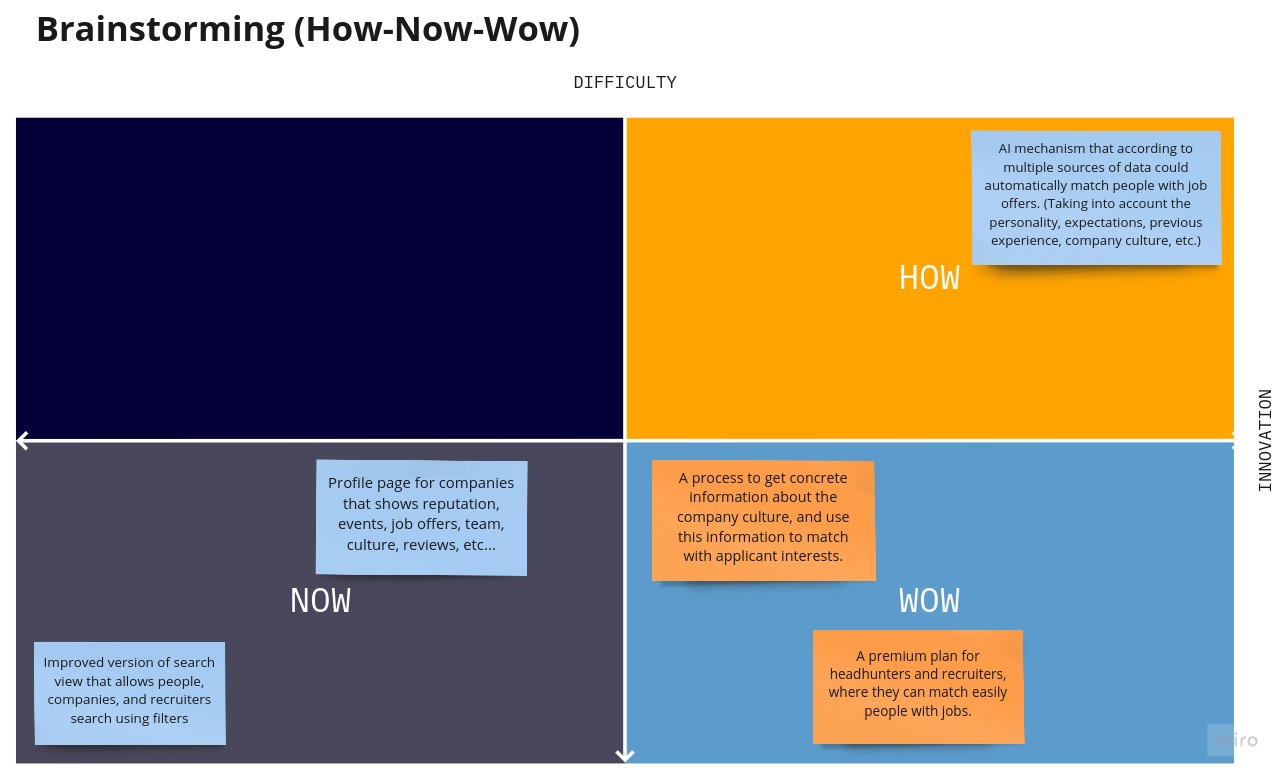 Brainstorming (How-Now-Wow)
DIFFICULTY
AI mechanism that according to
multiple sources of data could
automatically match people with job
offers. (Taking into account the
personality, expectations, previous
experience, company culture, etc.)
HOW
INNOVATION
Profile page for companies
that shows reputation,
events, job offers, team,
culture, reviews, etc...
NOW
Improved version of search
view that allows people,
companies, and recruiters
search using filters
A process to get concrete
information about the
company culture, and use
this information to match
with applicant interests.
WOW
A premium plan for
headhunters and recruiters,
where they can match easily
people with jobs.
miro